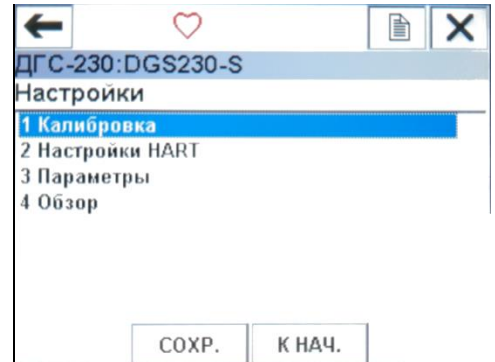 ДГС-230:DGS230-S
Настройки
1 Калибровка
2 Настройки HART
3 Параметры
4 Обзор
СОХР. К НАЧ.